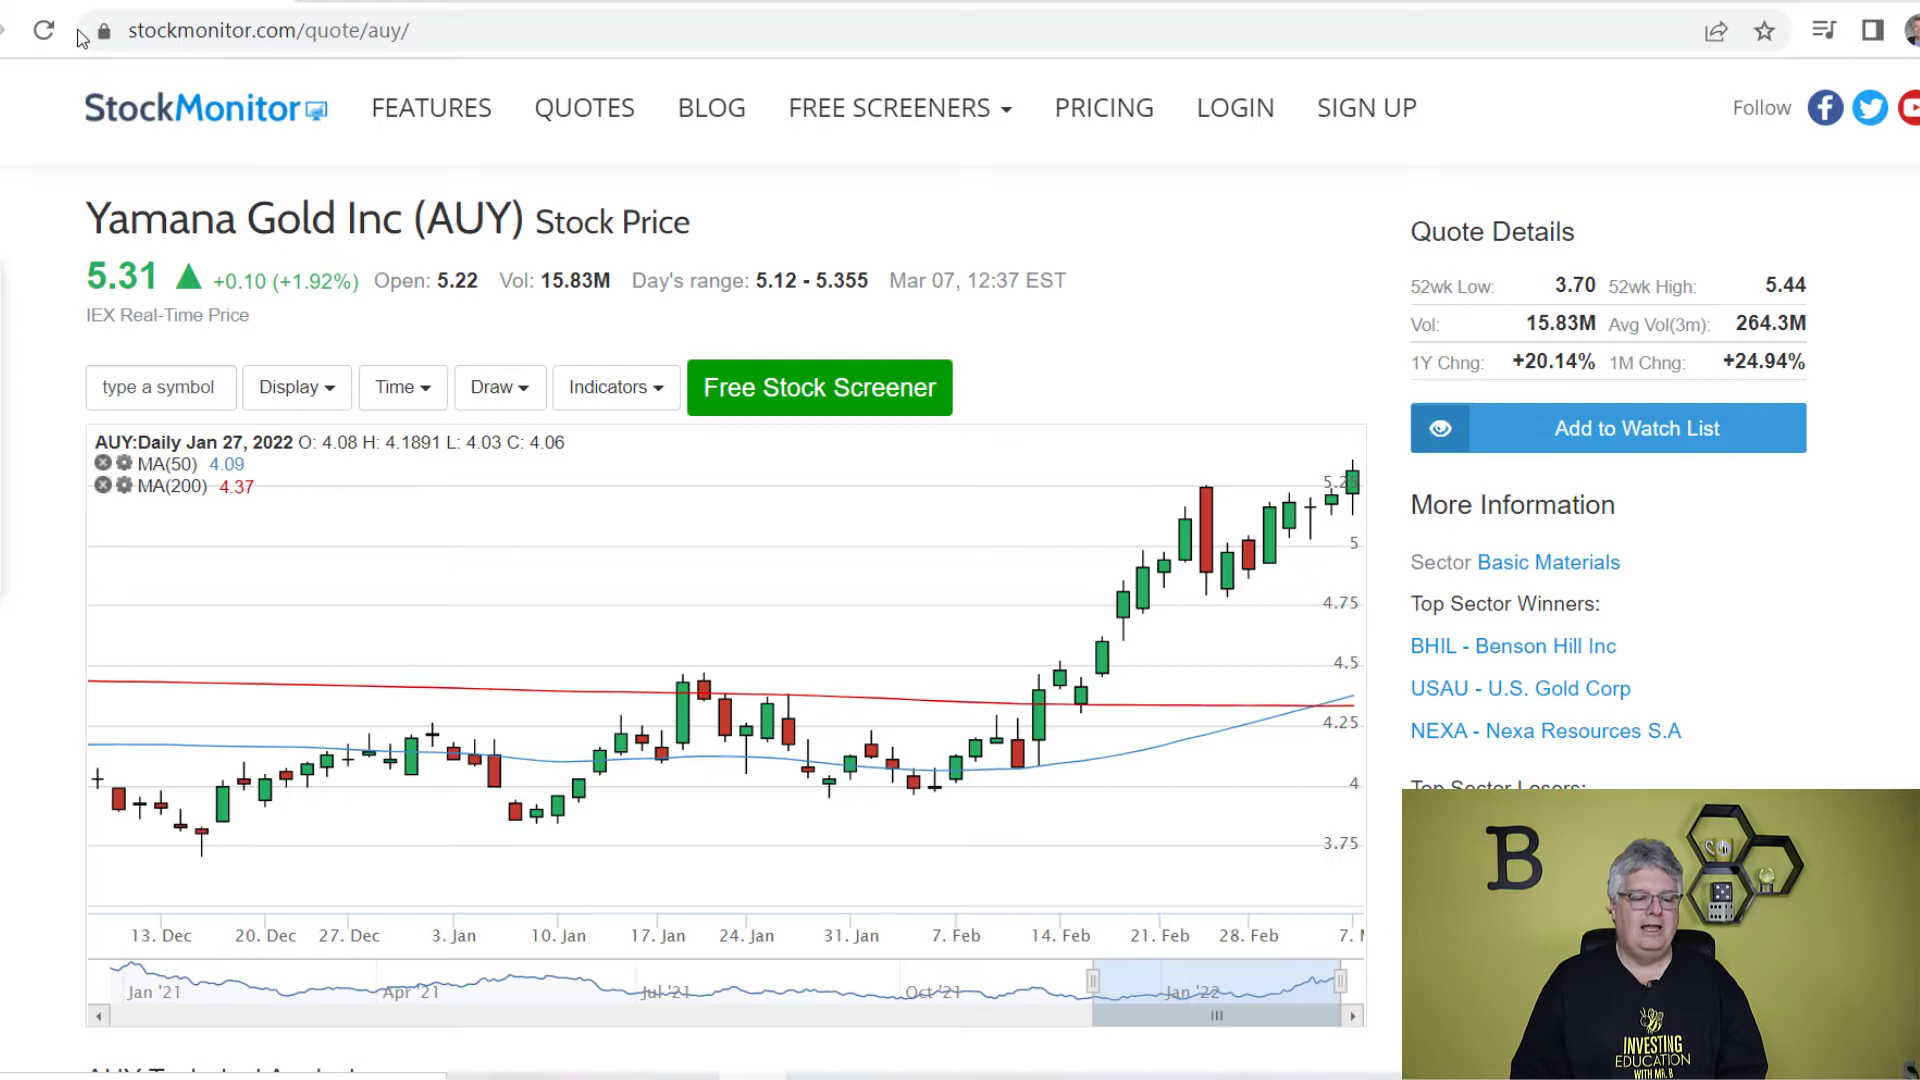 stockmonitor.com/quote/auy/
StockMonitor FEATURES QUOTES BLOG FREE SCREENERS PRICING LOGIN SIGN UP Follow
Yamana Gold Inc (AUY) Stock Price
5.31 +0.10 (+1.92%) Open: 5.22 Vol: 15.83M Day's range: 5.12 - 5.355 Mar 07, 12:37 EST
IEX Real-Time Price
type a symbol Display Time Draw Indicators Free Stock Screener
AUY:Daily Jan 27, 2022 O: 4.08 H: 4.1891 L: 4.03 C: 4.06
MA(50) 4.09
MA(200) 4.37
5.25
5
4.75
4.5
4.25
4
3.75
13. Dec 20. Dec 27. Dec 3. Jan 10. Jan 17. Jan 24. Jan 31. Jan 7. Feb 14. Feb 21. Feb 28. Feb 7.
Jan '21 Apr '21 Jul '21 Oct '21 Jan '22
Quote Details
52wk Low: 3.70 52wk High: 5.44
Vol: 15.83M Avg Vol(3m): 264.3M
1Y Chng: +20.14% 1M Chng: +24.94%
Add to Watch List
More Information
Sector Basic Materials
Top Sector Winners:
BHIL - Benson Hill Inc
USAU - U.S. Gold Corp
NEXA - Nexa Resources S.A
Top Sector Losers:
B
INVESTING
EDUCATION
WITH MR. B